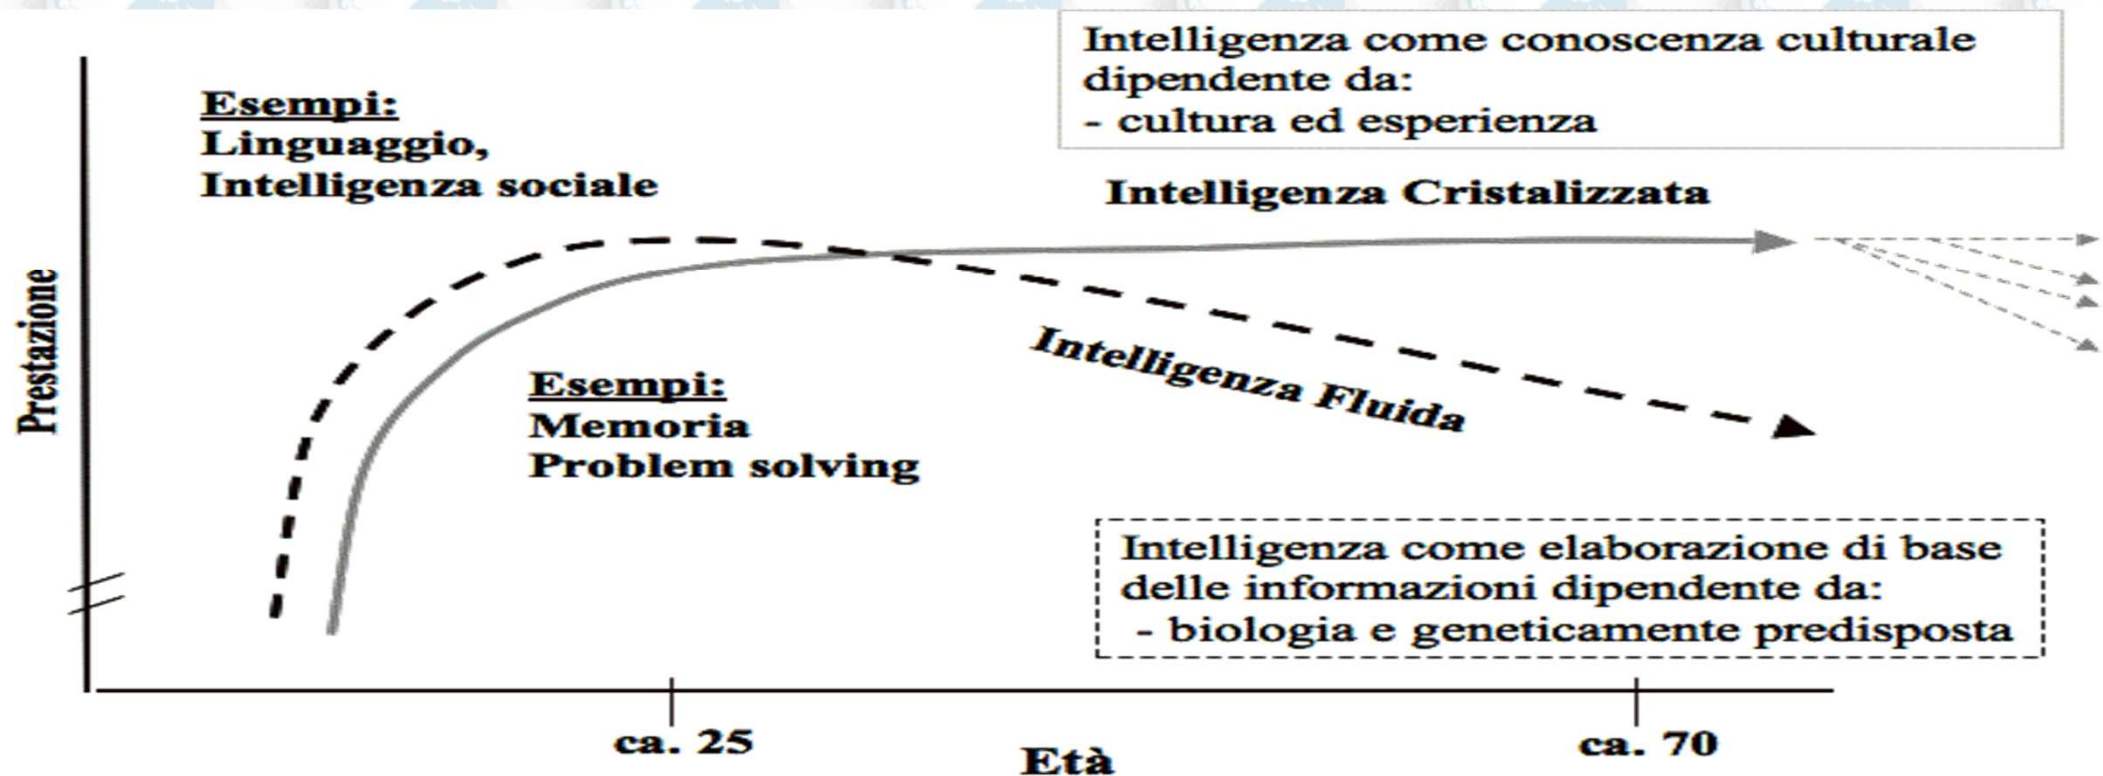 Intelligenza come conoscenza culturale
dipendente da:
- cultura ed esperienza
Esempi:
Linguaggio,
Intelligenza sociale
Intelligenza Cristalizzata
Prestazione
Intelligenza Fluida
Esempi:
Memoria
Problem solving
Intelligenza come elaborazione di base
delle informazioni dipendente da:
- biologia e geneticamente predisposta
ca. 25
Età
ca. 70